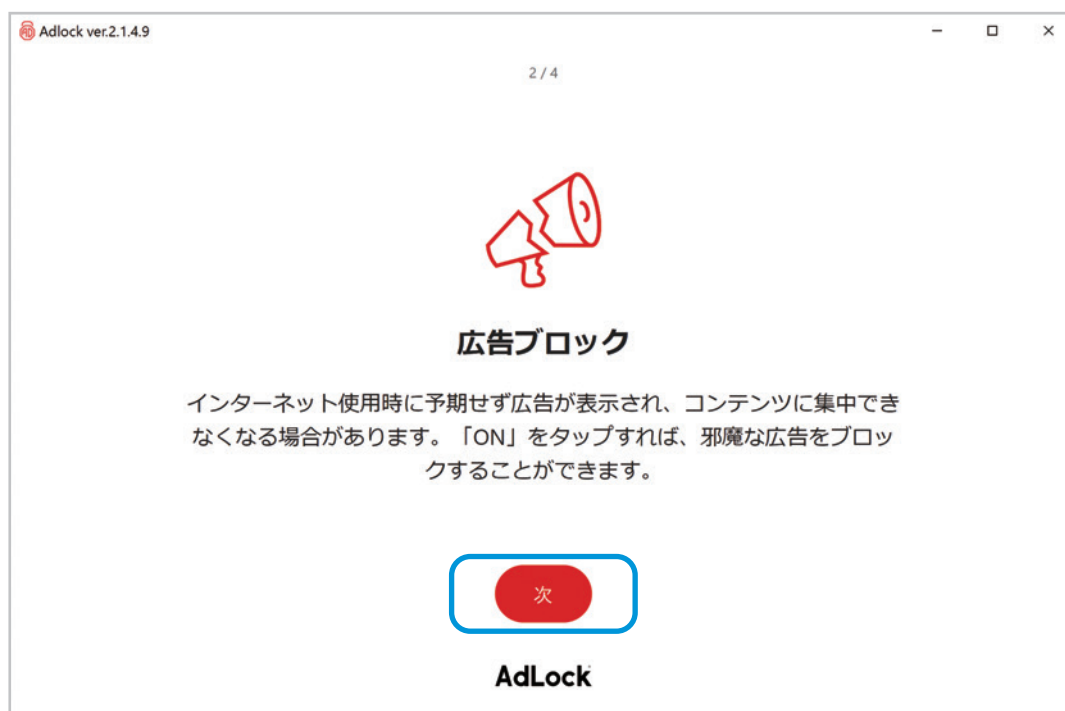 Adlock ver.2.1.4.9
2 / 4
広告ブロック
インターネット使用時に予期せず広告が表示され、コンテンツに集中でき
なくなる場合があります。「ON」をタップすれば、邪魔な広告をブロッ
クすることができます。
次
AdLock